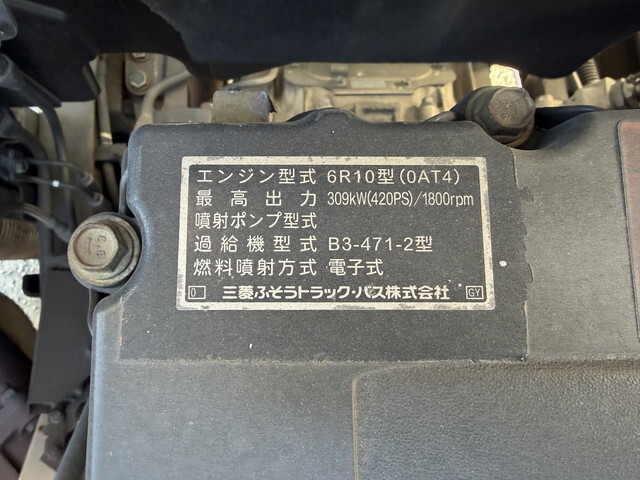 エンジン型式 6R10型(0AT4)
最高出力 309kW(420PS)/1800rpm
噴射ポンプ型式
過給機型式 B3-471-2型
燃料噴射方式 電子式
0 三菱ふそうトラック・バス株式会社 GY